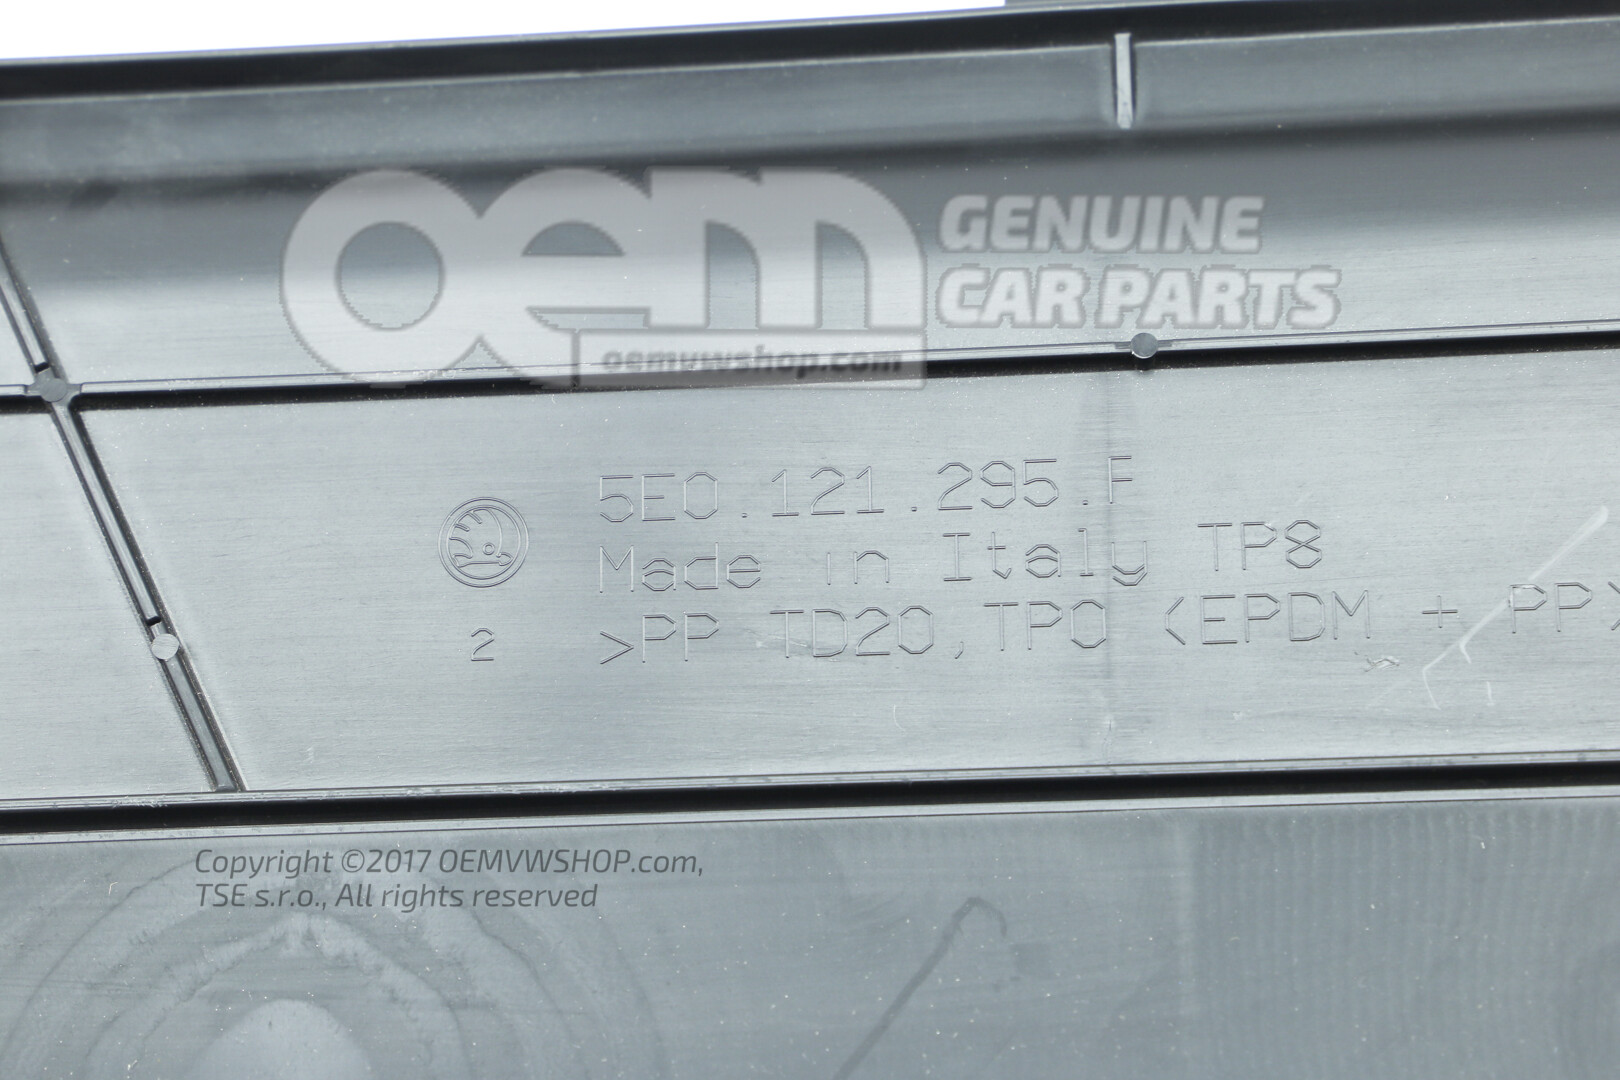 oem
GENUINE
CAR PARTS
oemvwshop.com
5E0.121.295.F
Made in Italy TP8
2 >PP TD20,TPO <EPDM + PP>
Copyright ©2017 OEMVWSHOP.com,
TSE s.r.o., All rights reserved